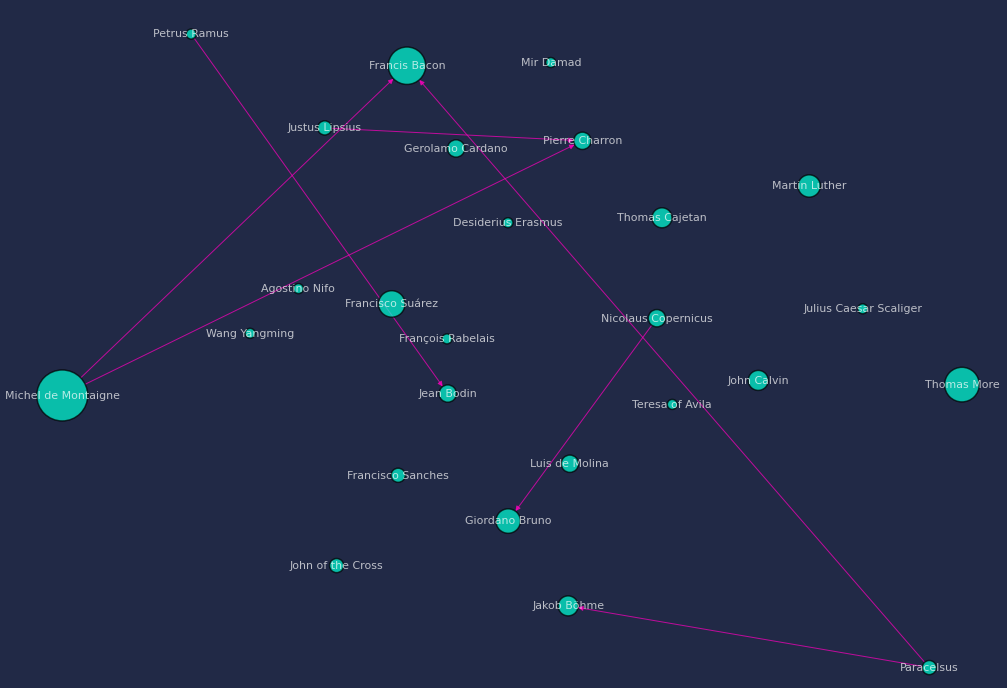 Petrus Ramus
Francis Bacon
Mir Damad
Justus Lipsius
Pierre Charron
Gerolamo Cardano
Martin Luther
Thomas Cajetan
Desiderius Erasmus
Agostino Nifo
Francisco Suárez
Julius Caesar Scaliger
Nicolaus Copernicus
Wang Yangming
François Rabelais
John Calvin
Thomas More
Jean Bodin
Michel de Montaigne
Teresa of Avila
Luis de Molina
Francisco Sanches
Giordano Bruno
John of the Cross
Jakob Böhme
Paracelsus